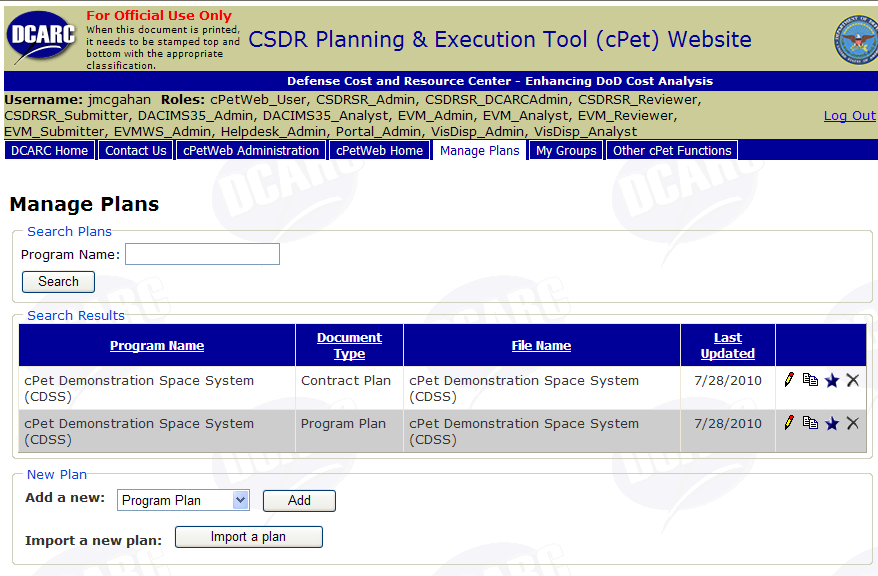 DCARC
For Official Use Only
When this document is printed,
it needs to be stamped top and
bottom with the appropriate
classification.
CSDR Planning & Execution Tool (cPet) Website
Defense Cost and Resource Center - Enhancing DoD Cost Analysis
Username: jmcgahan Roles: cPetWeb_User, CSDRSR_Admin, CSDRSR_DCARCAdmin, CSDRSR_Reviewer,
CSDRSR_Submitter, DACIMS35_Admin, DACIMS35_Analyst, EVM_Admin, EVM_Analyst, EVM_Reviewer,
EVM_Submitter, EVMWS_Admin, Helpdesk_Admin, Portal_Admin, VisDisp_Admin, VisDisp_Analyst
Log Out
DCARC Home Contact Us cPetWeb Administration cPetWeb Home Manage Plans My Groups Other cPet Functions
Manage Plans
Search Plans
Program Name:
Search
Search Results
Program Name Document Type File Name Last Updated
cPet Demonstration Space System (CDSS) Contract Plan cPet Demonstration Space System (CDSS) 7/28/2010
cPet Demonstration Space System (CDSS) Program Plan cPet Demonstration Space System (CDSS) 7/28/2010
New Plan
Add a new: Program Plan Add
Import a new plan: Import a plan